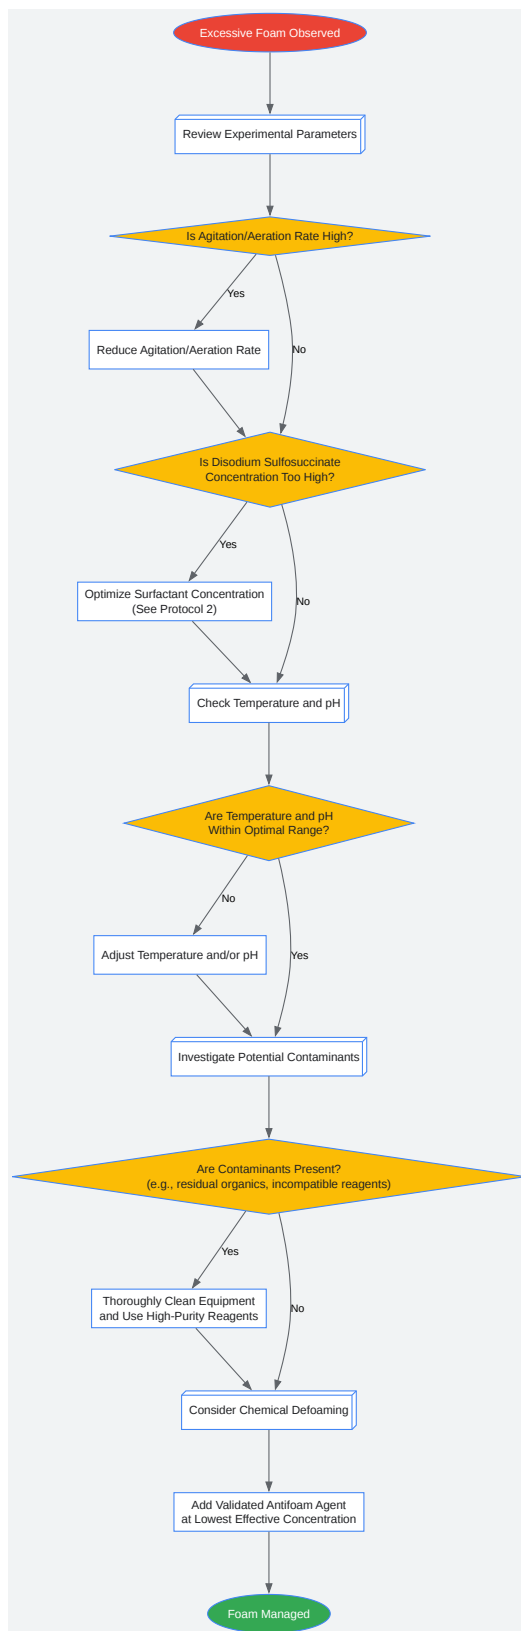 Excessive Foam Observed
Review Experimental Parameters
Is Agitation/Aeration Rate High?
Yes
Reduce Agitation/Aeration Rate
No
Is Disodium Sulfosuccinate
Concentration Too High?
Yes
Optimize Surfactant Concentration
(See Protocol 2)
No
Check Temperature and pH
Are Temperature and pH
Within Optimal Range?
No
Adjust Temperature and/or pH
Yes
Investigate Potential Contaminants
Are Contaminants Present?
(e.g., residual organics, incompatible reagents)
Yes
Thoroughly Clean Equipment
and Use High-Purity Reagents
No
Consider Chemical Defoaming
Add Validated Antifoam Agent
at Lowest Effective Concentration
Foam Managed